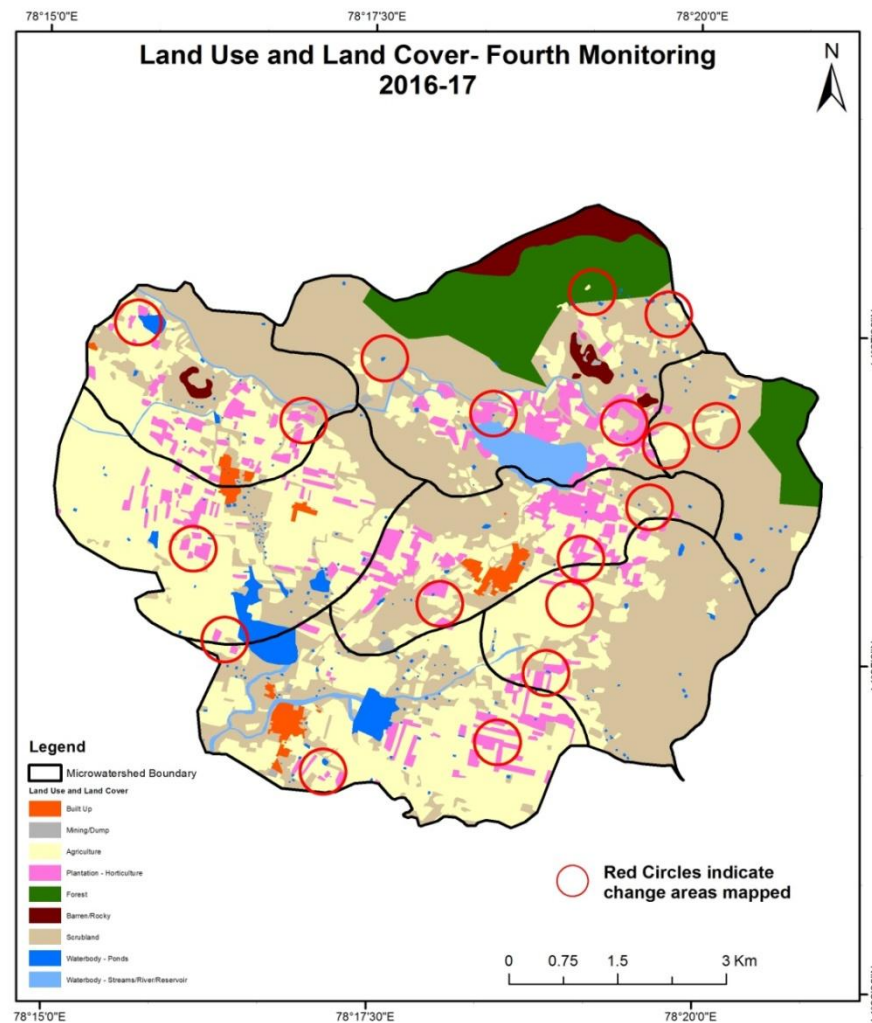 78°15'0"E 78°17'30"E 78°20'0"E
Land Use and Land Cover- Fourth Monitoring
2016-17
N
Legend
Microwatershed Boundary
Land Use and Land Cover
Built Up
Mining/Dump
Agriculture
Plantation - Horticulture
Forest
Barren/Rocky
Scrubland
Waterbody - Ponds
Waterbody - Streams/River/Reservoir
Red Circles indicate
change areas mapped
0 0.75 1.5 3 Km
78°15'0"E 78°17'30"E 78°20'0"E